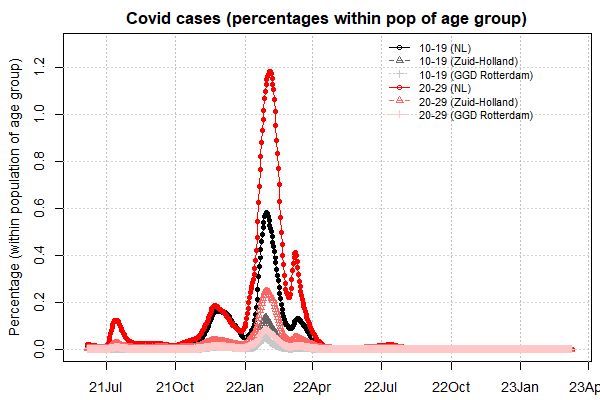 Covid cases (percentages within pop of age group)
Percentage (within population of age group)
1.2
1.0
0.8
0.6
0.4
0.2
0.0
10-19 (NL)
10-19 (Zuid-Holland)
10-19 (GGD Rotterdam)
20-29 (NL)
20-29 (Zuid-Holland)
20-29 (GGD Rotterdam)
21Jul 21Oct 22Jan 22Apr 22Jul 22Oct 23Jan 23Ap